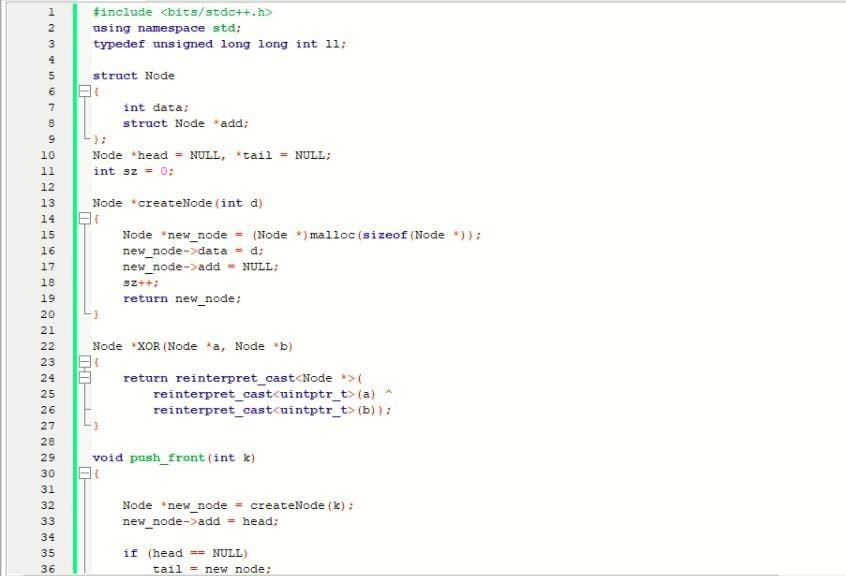 1 #include <bits/stdc++.h>
2 using namespace std;
3 typedef unsigned long long int ll;
4
5 struct Node
6 {
7 int data;
8 struct Node *add;
9 };
10 Node *head = NULL, *tail = NULL;
11 int sz = 0;
12
13 Node *createNode(int d)
14 {
15 Node *new_node = (Node *)malloc(sizeof(Node *));
16 new_node->data = d;
17 new_node->add = NULL;
18 sz++;
19 return new_node;
20 }
21
22 Node *XOR(Node *a, Node *b)
23 {
24 return reinterpret_cast<Node *>(
25 reinterpret_cast<uintptr_t>(a) ^
26 reinterpret_cast<uintptr_t>(b));
27 }
28
29 void push_front(int k)
30 {
31
32 Node *new_node = createNode(k);
33 new_node->add = head;
34
35 if (head == NULL)
36 tail = new_node;